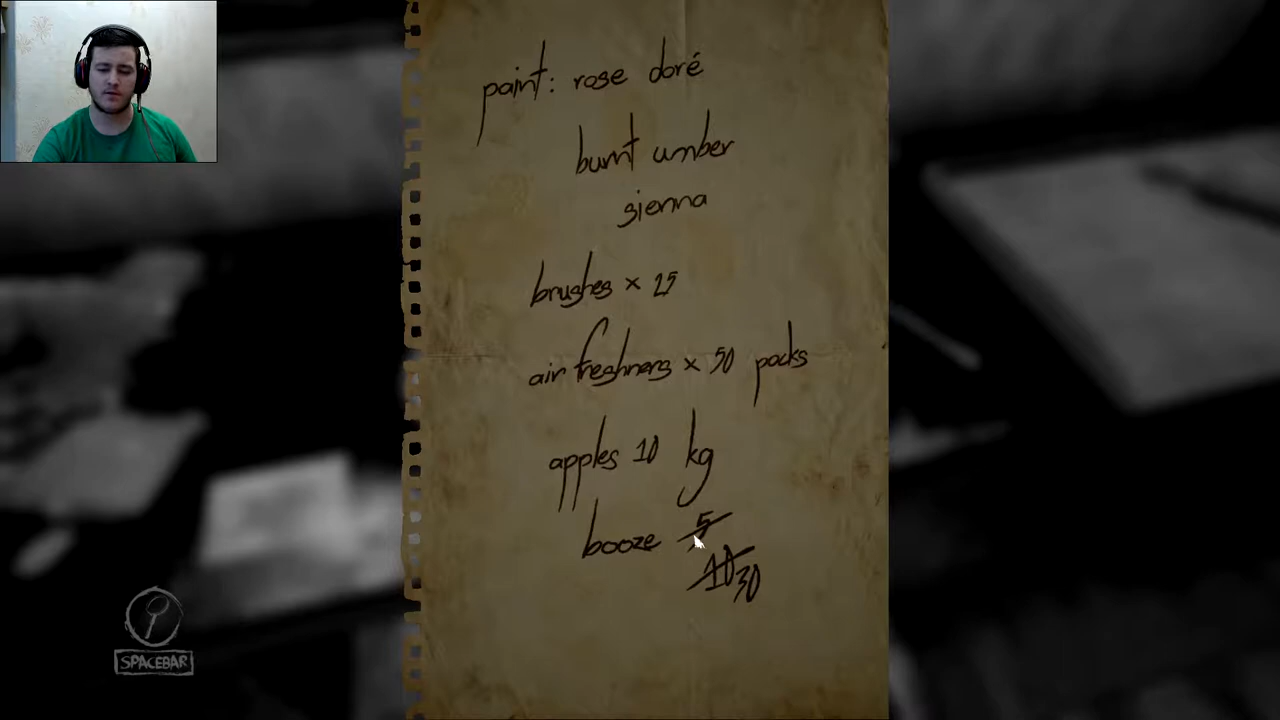 paint: rose doré
burnt umber
sienna
brushes x 25
air freshners x 50 packs
apples 10 kg
booze 5
10 30
SPACEBAR